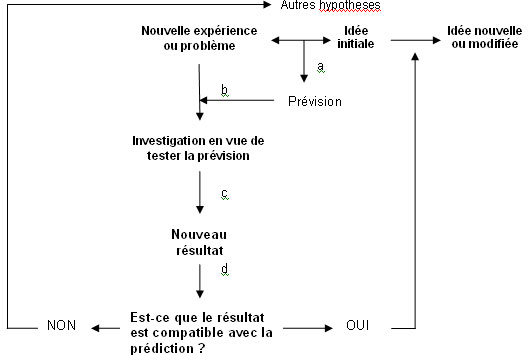 Autres hypotheses
Nouvelle expérience
ou problème
Idée
initiale
Idée nouvelle
ou modifiée
a
b
Prévision
Investigation en vue de
tester la prévision
c
Nouveau
résultat
d
Est-ce que le résultat
est compatible avec la
prédiction ?
NON
OUI